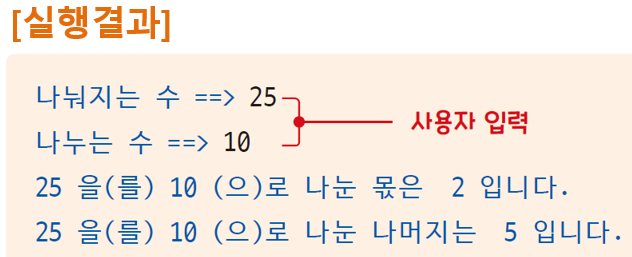 [실행결과]
나눠지는 수 ==> 25
사용자 입력
나누는 수 ==> 10
25 을(를) 10 (으)로 나눈 몫은  2 입니다.
25 을(를) 10 (으)로 나눈 나머지는  5 입니다.